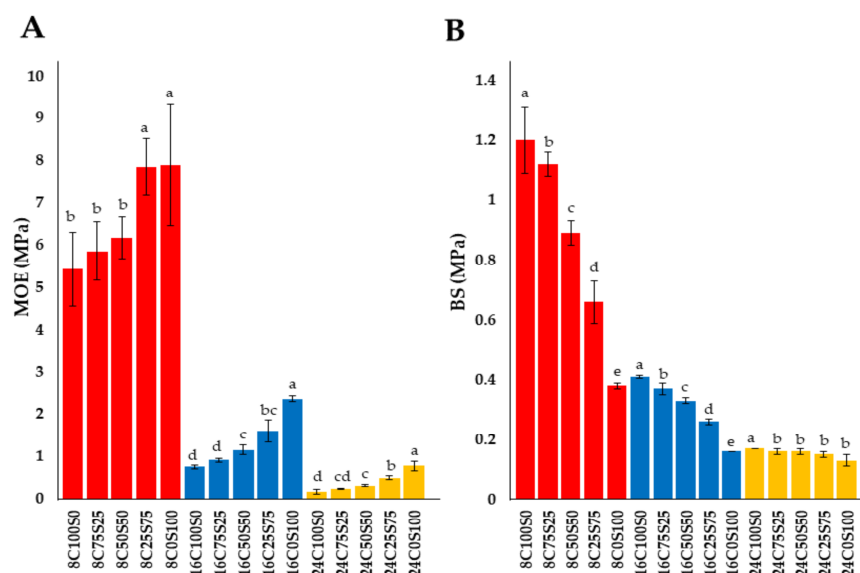 A
B
MOE (MPa)
10
9
8
7
6
5
4
3
2
1
0
b
b
b
a
a
d
d
c
bc
a
d
cd
c
b
a
8C100S0
8C75S25
8C50S50
8C25S75
8C0S100
16C100S0
16C75S25
16C50S50
16C25S75
16C0S100
24C100S0
24C75S25
24C50S50
24C25S75
24C0S100
BS (MPa)
1.4
1.2
1
0.8
0.6
0.4
0.2
0
a
b
c
d
e
a
b
c
d
e
a
b
b
b
b
8C100S0
8C75S25
8C50S50
8C25S75
8C0S100
16C100S0
16C75S25
16C50S50
16C25S75
16C0S100
24C100S0
24C75S25
24C50S50
24C25S75
24C0S100